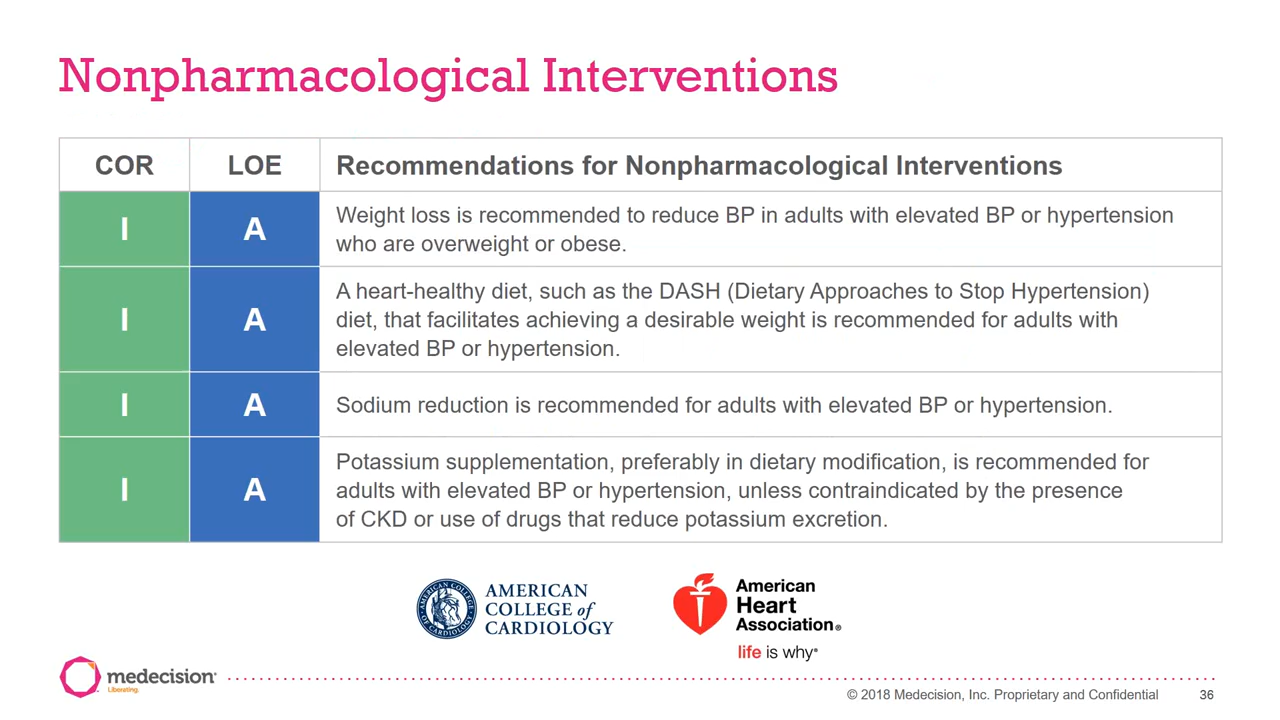 Nonpharmacological Interventions
COR LOE Recommendations for Nonpharmacological Interventions
I A Weight loss is recommended to reduce BP in adults with elevated BP or hypertension
who are overweight or obese.
I A A heart-healthy diet, such as the DASH (Dietary Approaches to Stop Hypertension)
diet, that facilitates achieving a desirable weight is recommended for adults with
elevated BP or hypertension.
I A Sodium reduction is recommended for adults with elevated BP or hypertension.
I A Potassium supplementation, preferably in dietary modification, is recommended for
adults with elevated BP or hypertension, unless contraindicated by the presence
of CKD or use of drugs that reduce potassium excretion.
AMERICAN COLLEGE OF CARDIOLOGY
AMERICAN
COLLEGE of
CARDIOLOGY
American
Heart
Association®
life is why®
medecision®
Liberating.
© 2018 Medecision, Inc. Proprietary and Confidential 36